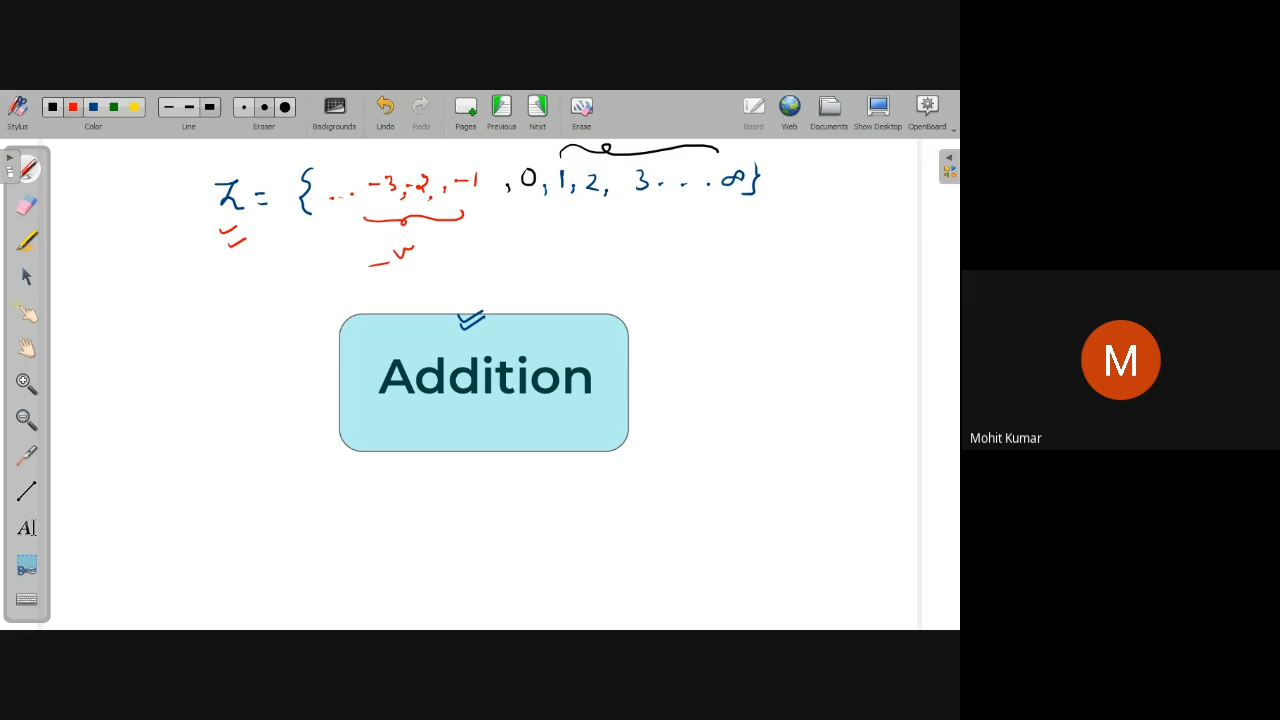 Stylus Color Line Eraser Backgrounds Undo Redo Pages Previous Next Erase Board Web Documents Show Desktop OpenBoard
Z = { ... -3, -2, , -1 , 0, 1, 2, 3 . . . ∞}
Addition
M
Mohit Kumar